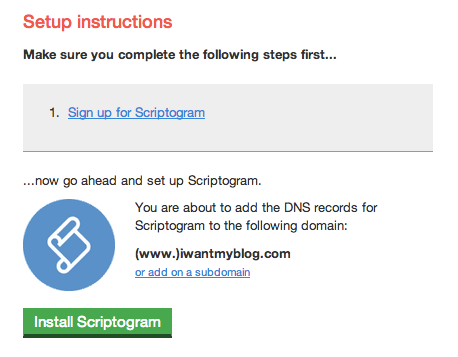 Setup instructions
Make sure you complete the following steps first...
1. Sign up for Scriptogram
...now go ahead and set up Scriptogram.
You are about to add the DNS records for
Scriptogram to the following domain:
(www.)iwantmyblog.com
or add on a subdomain
Install Scriptogram